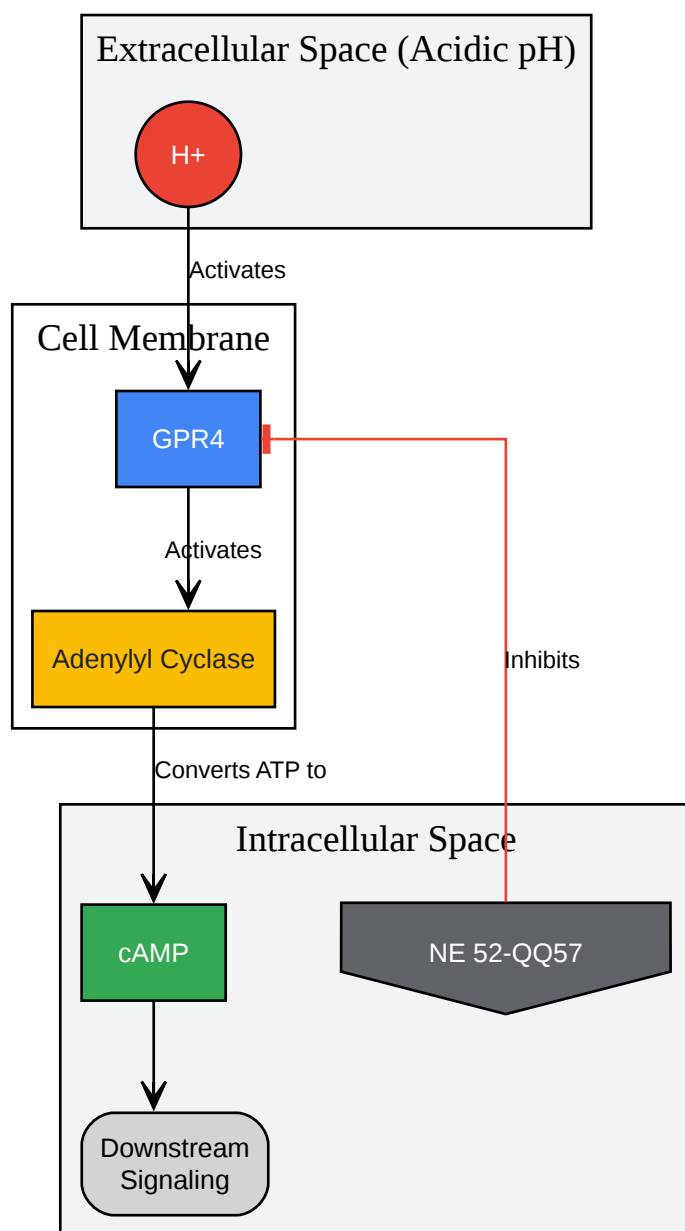 Extracellular Space (Acidic pH)
H+
Activates
Cell Membrane
GPR4
Activates
Adenylyl Cyclase
Inhibits
Converts ATP to
Intracellular Space
cAMP
NE 52-QQ57
Downstream
Signaling